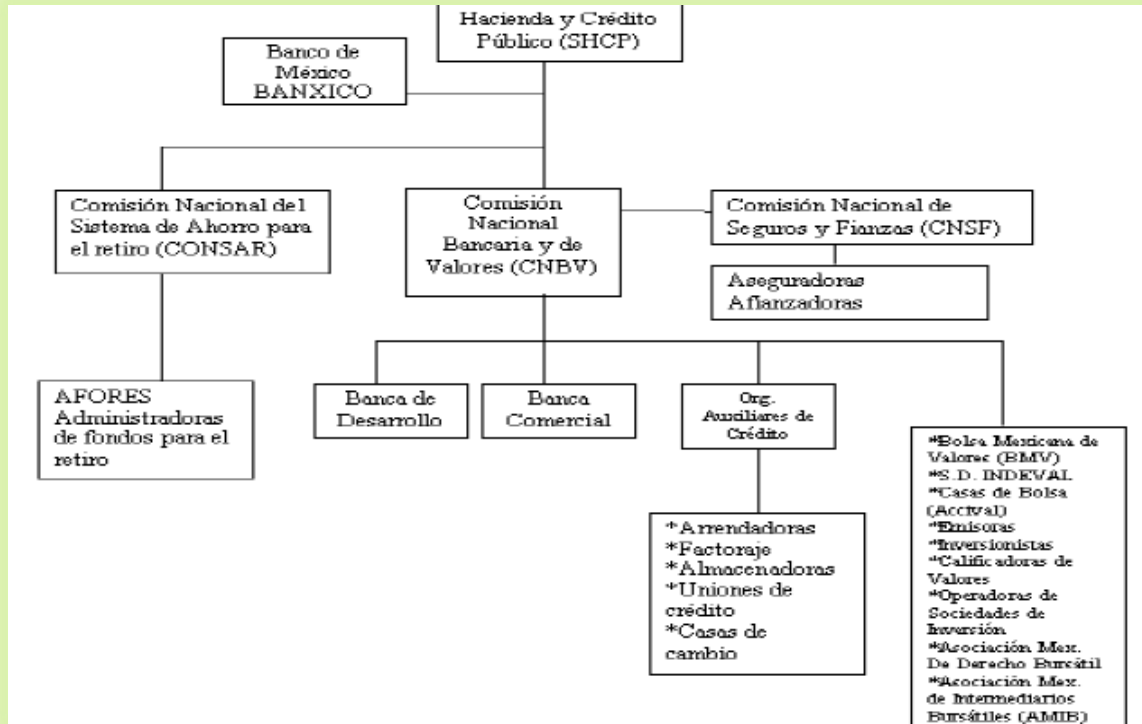 Hacienda y Crédito
Público (SHCP)
Banco de
México
BANXICO
Comisión Nacional del
Sistema de Ahorro para
el retiro (CONSAR)
Comisión
Nacional
Bancaria y de
Valores (CNBV)
Comisión Nacional de
Seguros y Fianzas (CNSF)
Aseguradoras
Afianzadoras
AFORES
Administradoras
de fondos para el
retiro
Banca de
Desarrollo
Banca
Comercial
Org.
Auxiliares de
Crédito
*Arrendadoras
*Factoraje
*Almacenadoras
*Uniones de
crédito
*Casas de
cambio
*Bolsa Mexicana de
Valores (BMV)
*S.D. INDEVAL
*Casas de Bolsa
(Accival)
*Emisoras
*Inversionistas
*Calificadoras de
Valores
*Operadoras de
Sociedades de
Inversión
*Asociación Mex.
De Derecho Bursátil
*Asociación Mex.
de Intermediarios
Bursátiles (AMIB)